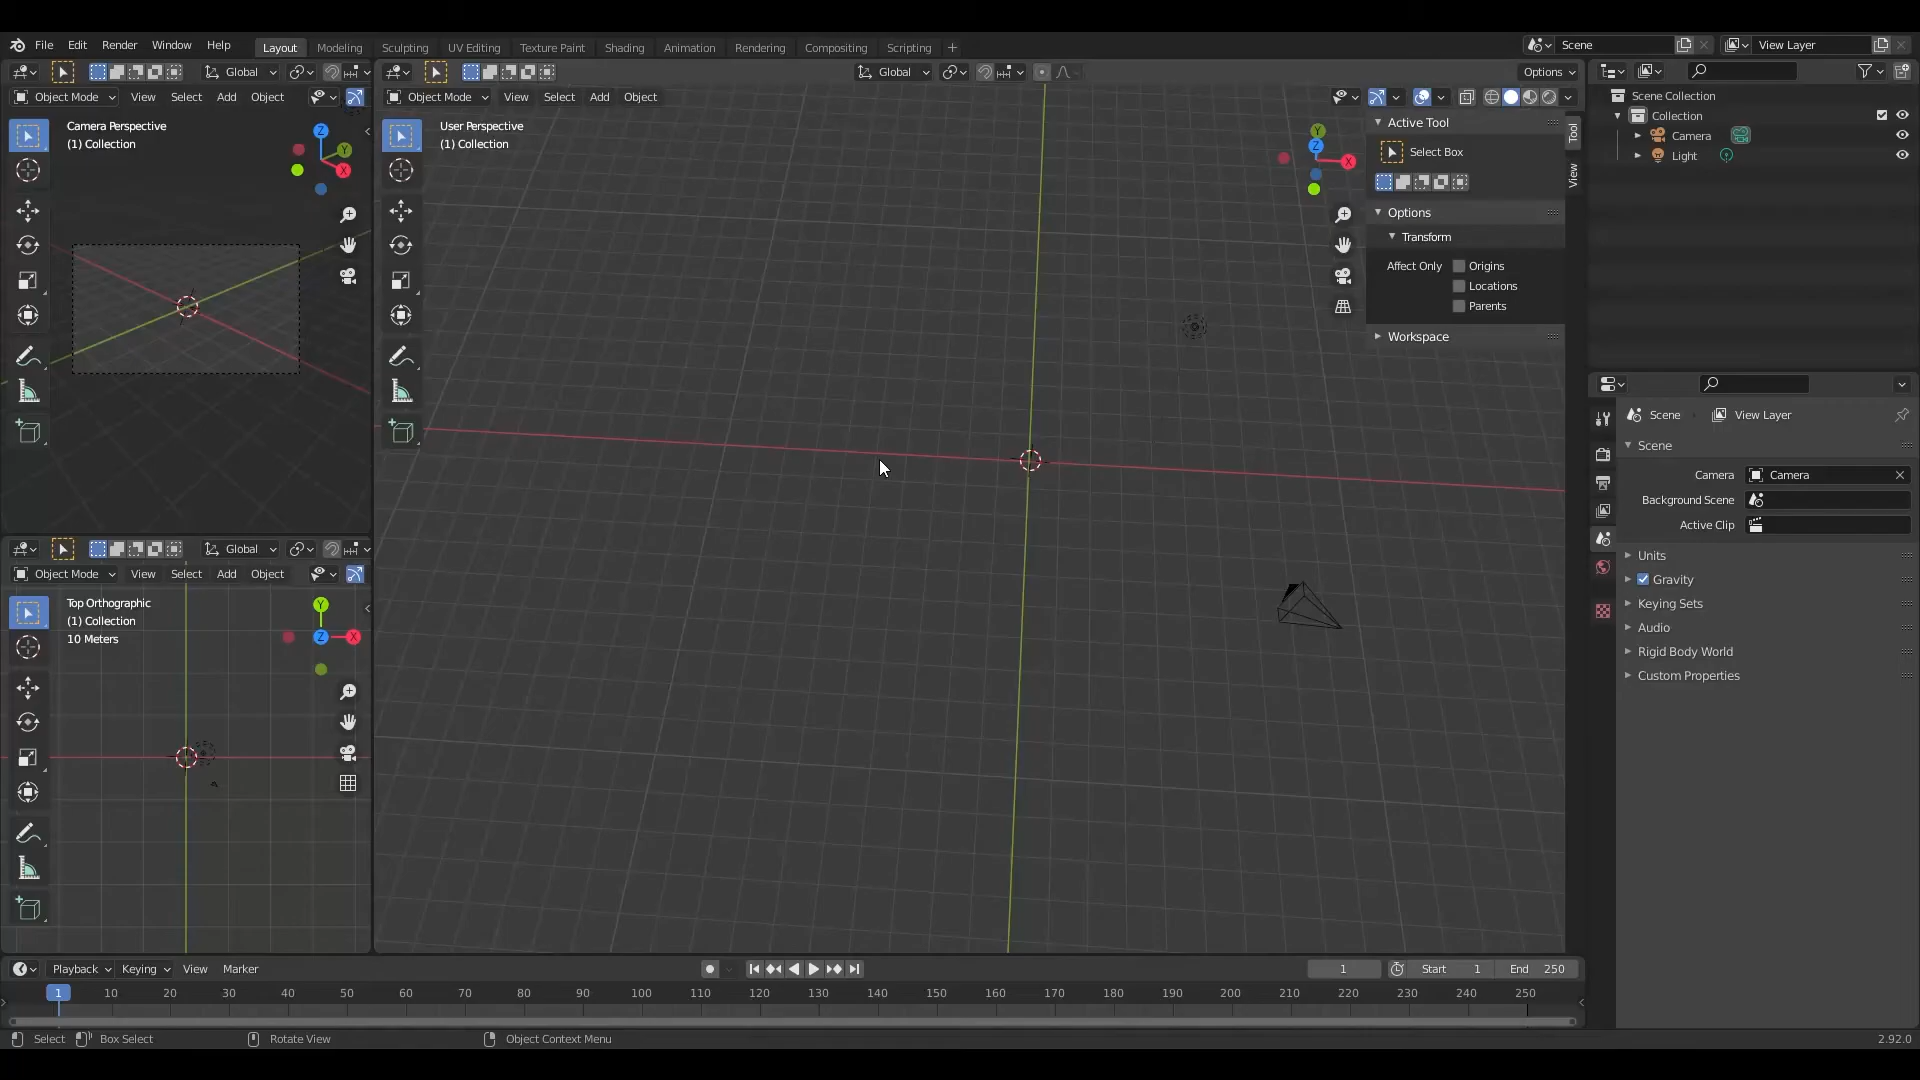 File Edit Render Window Help Layout Modeling Sculpting UV Editing Texture Paint Shading Animation Rendering Compositing Scripting + Scene View Layer
Global
Object Mode View Select Add Object
Camera Perspective
(1) Collection
Z
Y
X
Global Options
Object Mode View Select Add Object
User Perspective
(1) Collection
Y
Z
X
Active Tool
Select Box
Options
Transform
Affect Only Origins
Locations
Parents
Workspace
Tool
View
Scene Collection
Collection
Camera
Light
Scene View Layer
Scene
Camera Camera
Background Scene
Active Clip
Units
Gravity
Keying Sets
Audio
Rigid Body World
Custom Properties
Global
Object Mode View Select Add Object
Top Orthographic
(1) Collection
10 Meters
Y
Z
X
Playback Keying View Marker 1 Start 1 End 250
1 10 20 30 40 50 60 70 80 90 100 110 120 130 140 150 160 170 180 190 200 210 220 230 240 250
Select Box Select Rotate View Object Context Menu 2.92.0